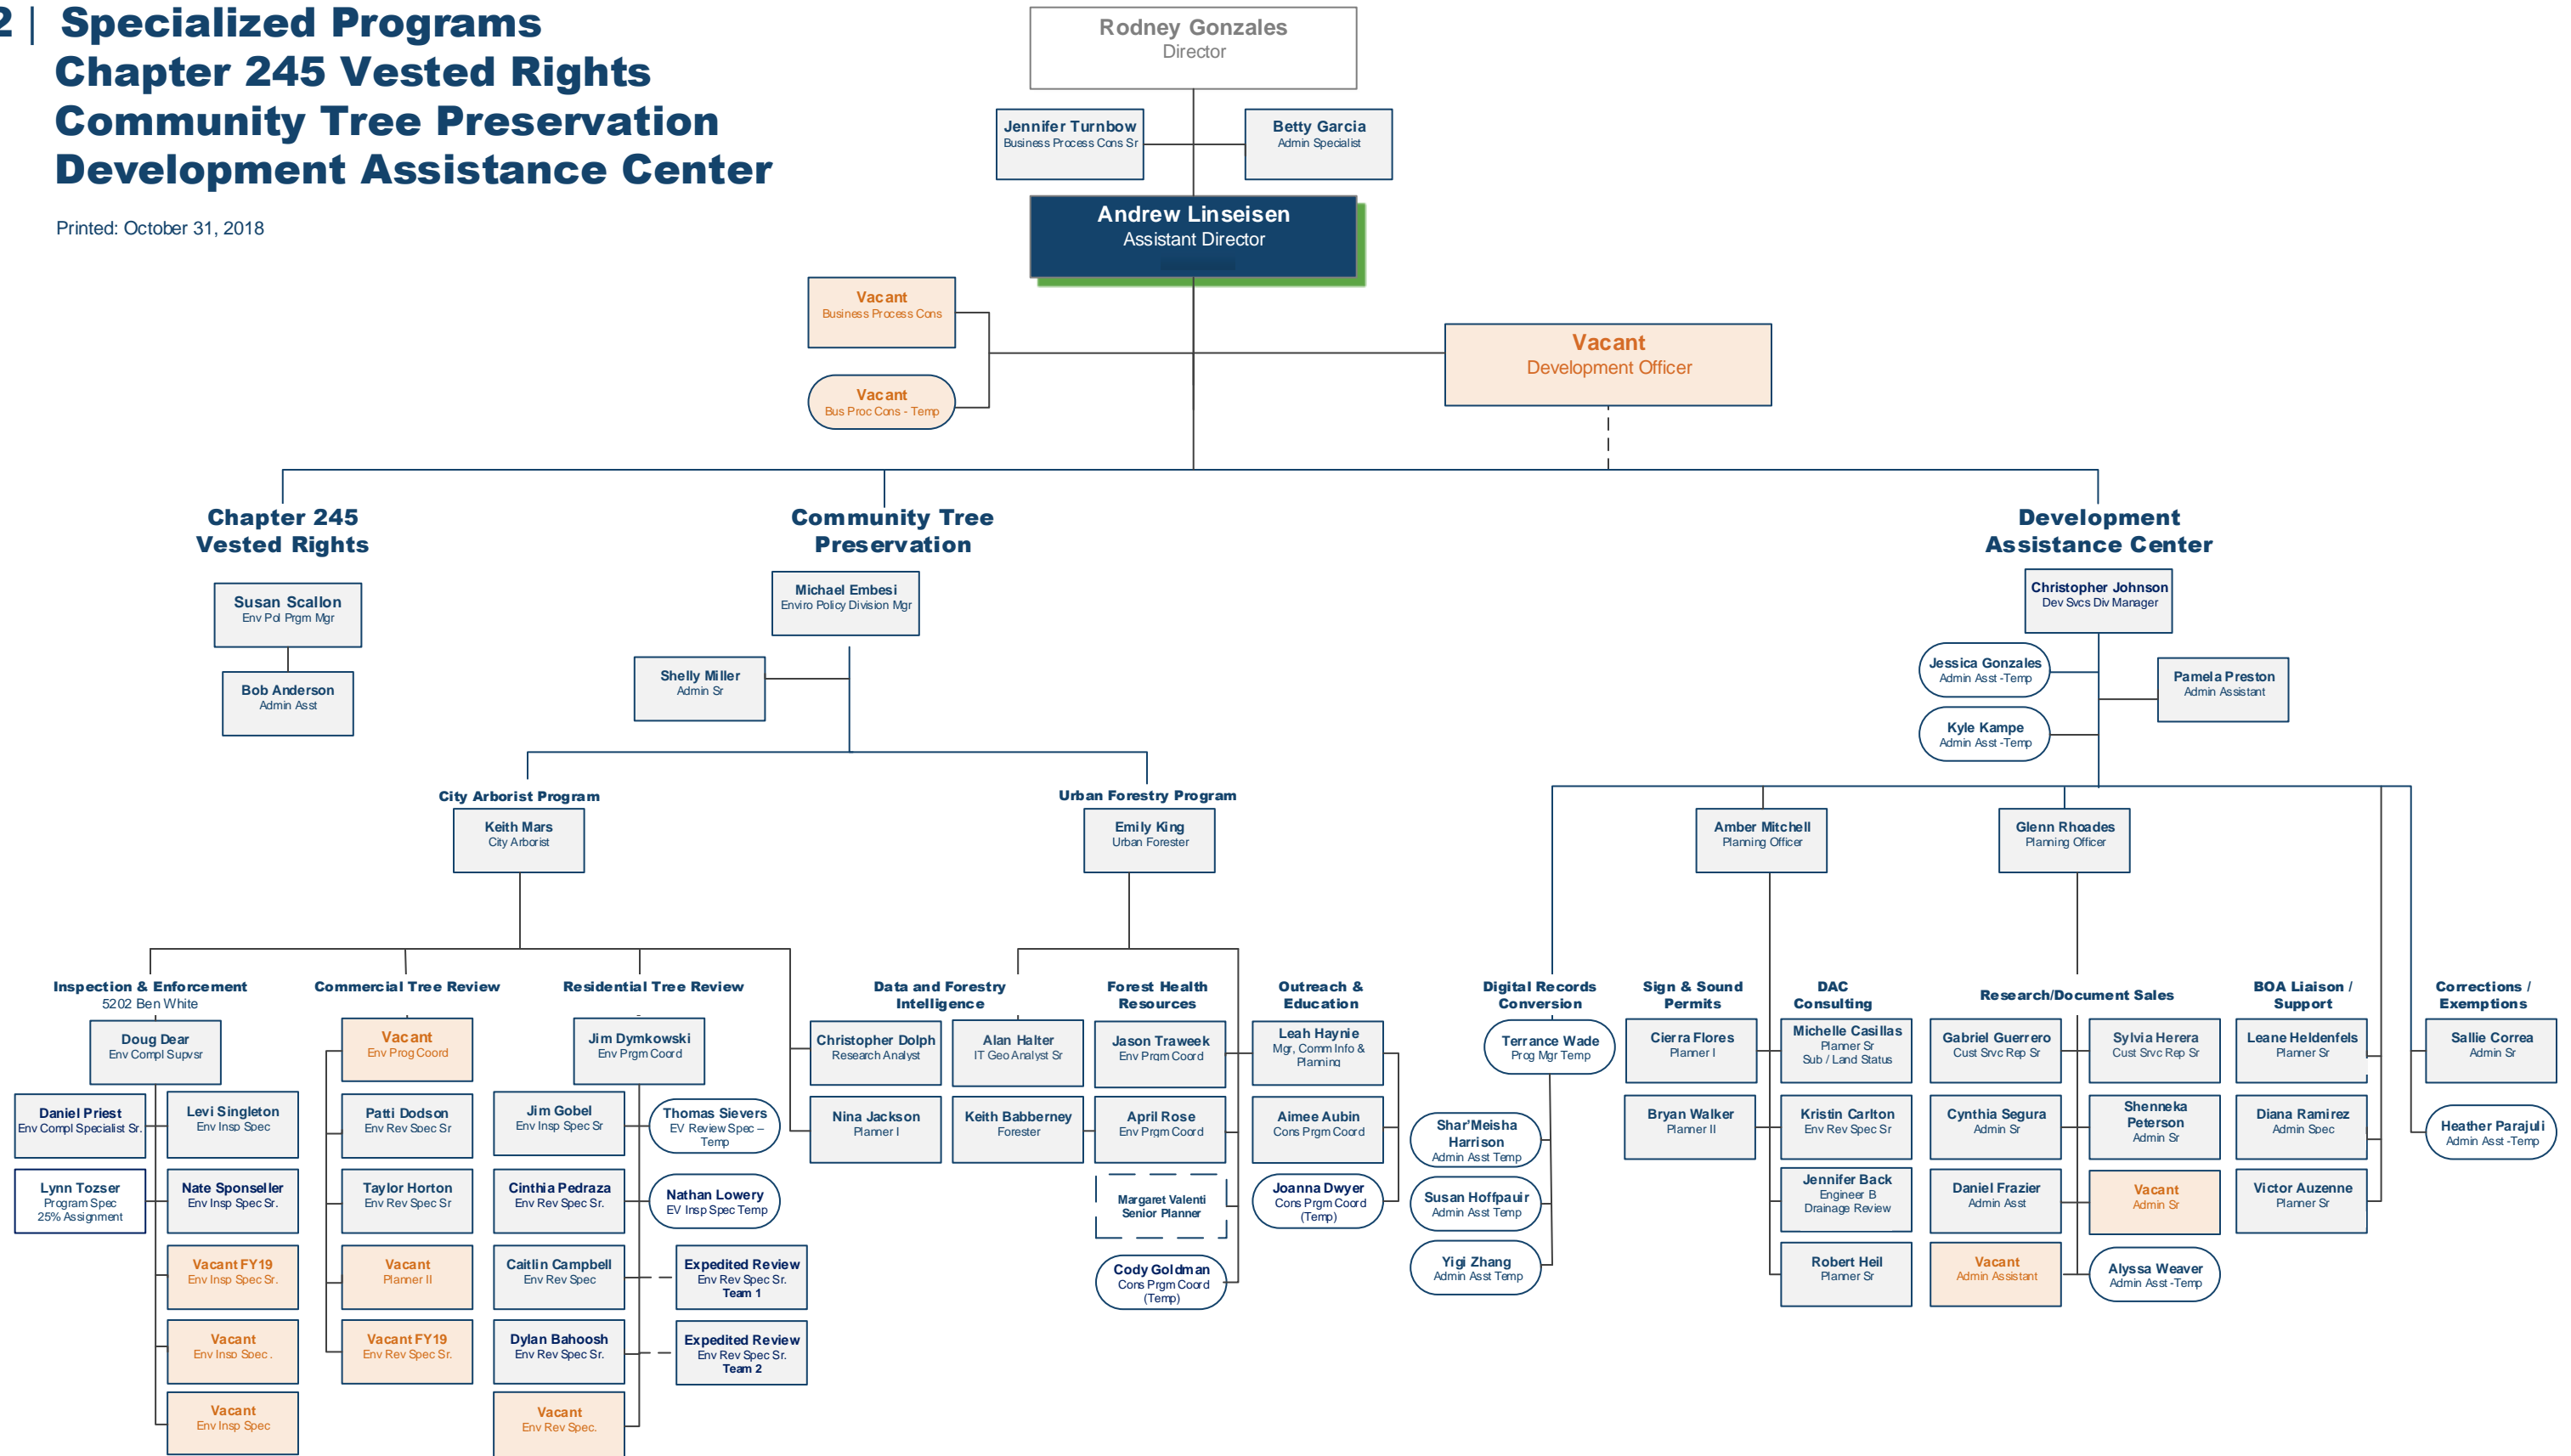 2 | Specialized Programs
Chapter 245 Vested Rights
Community Tree Preservation
Development Assistance Center
Printed: October 31, 2018
Rodney Gonzales
Director
Jennifer Turnbow
Business Process Cons Sr
Betty Garcia
Admin Specialist
Andrew Linseisen
Assistant Director
Vacant
Business Process Cons
Vacant
Bus Proc Cons - Temp
Vacant
Development Officer
Chapter 245
Vested Rights
Susan Scallon
Env Pol Prgm Mgr
Bob Anderson
Admin Asst
Community Tree
Preservation
Michael Embesi
Enviro Policy Division Mgr
Shelly Miller
Admin Sr
Development
Assistance Center
Christopher Johnson
Dev Svcs Div Manager
Jessica Gonzales
Admin Asst -Temp
Kyle Kampe
Admin Asst -Temp
Pamela Preston
Admin Assistant
City Arborist Program
Keith Mars
City Arborist
Urban Forestry Program
Emily King
Urban Forester
Amber Mitchell
Planning Officer
Glenn Rhoades
Planning Officer
Inspection & Enforcement
5202 Ben White
Doug Dear
Env Compl Supvsr
Daniel Priest
Env Compl Specialist Sr.
Levi Singleton
Env Insp Spec
Lynn Tozser
Program Spec
25% Assignment
Nate Sponseller
Env Insp Spec Sr.
Vacant FY19
Env Insp Spec Sr.
Vacant
Env Insp Spec .
Vacant
Env Insp Spec
Commercial Tree Review
Vacant
Env Prog Coord
Patti Dodson
Env Rev Spec Sr
Taylor Horton
Env Rev Spec Sr
Vacant
Planner II
Vacant FY19
Env Rev Spec Sr.
Residential Tree Review
Jim Dymkowski
Env Prgm Coord
Jim Gobel
Env Insp Spec Sr
Thomas Sievers
EV Review Spec –
Temp
Cinthia Pedraza
Env Rev Spec Sr.
Nathan Lowery
EV Insp Spec Temp
Caitlin Campbell
Env Rev Spec
Expedited Review
Env Rev Spec Sr.
Team 1
Dylan Bahoosh
Env Rev Spec Sr.
Expedited Review
Env Rev Spec Sr.
Team 2
Vacant
Env Rev Spec.
Data and Forestry
Intelligence
Christopher Dolph
Research Analyst
Alan Halter
IT Geo Analyst Sr
Nina Jackson
Planner I
Keith Babberney
Forester
Forest Health
Resources
Jason Traweek
Env Prgm Coord
April Rose
Env Prgm Coord
Margaret Valenti
Senior Planner
Cody Goldman
Cons Prgm Coord
(Temp)
Outreach &
Education
Leah Haynie
Mgr, Comm Info &
Planning
Aimee Aubin
Cons Prgm Coord
Joanna Dwyer
Cons Prgm Coord
(Temp)
Digital Records
Conversion
Terrance Wade
Prog Mgr Temp
Shar'Meisha
Harrison
Admin Asst Temp
Susan Hoffpauir
Admin Asst Temp
Yigi Zhang
Admin Asst Temp
Sign & Sound
Permits
Cierra Flores
Planner I
Bryan Walker
Planner II
DAC
Consulting
Michelle Casillas
Planner Sr
Sub / Land Status
Kristin Carlton
Env Rev Spec Sr
Jennifer Back
Engineer B
Drainage Review
Robert Heil
Planner Sr
Research/Document Sales
Gabriel Guerrero
Cust Srvc Rep Sr
Sylvia Herera
Cust Srvc Rep Sr
Cynthia Segura
Admin Sr
Shenneka
Peterson
Admin Sr
Daniel Frazier
Admin Asst
Vacant
Admin Sr
Vacant
Admin Assistant
Alyssa Weaver
Admin Asst -Temp
BOA Liaison /
Support
Leane Heldenfels
Planner Sr
Diana Ramirez
Admin Spec
Victor Auzenne
Planner Sr
Corrections /
Exemptions
Sallie Correa
Admin Sr
Heather Parajuli
Admin Asst -Temp